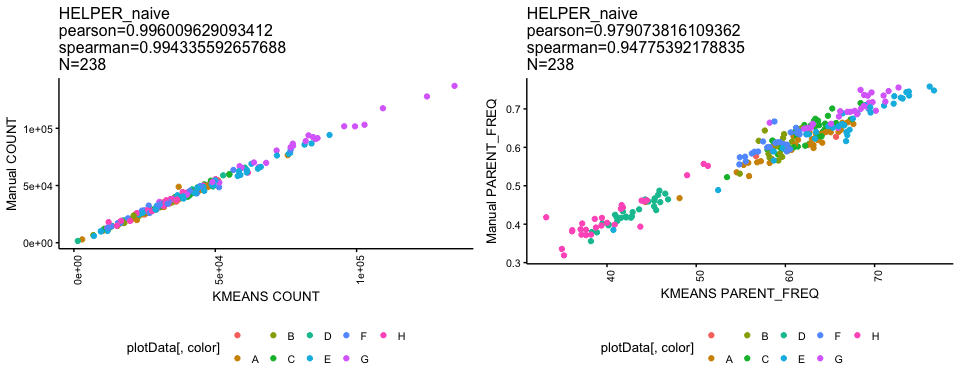 HELPER_naive
pearson=0.996009629093412
spearman=0.994335592657688
N=238
Manual COUNT
1e+05
5e+04
0e+00
0e+00
5e+04
1e+05
KMEANS COUNT
plotData[, color]
B D F H
A C E G
HELPER_naive
pearson=0.979073816109362
spearman=0.94775392178835
N=238
Manual PARENT_FREQ
0.7
0.6
0.5
0.4
0.3
40
50
60
70
KMEANS PARENT_FREQ
plotData[, color]
B D F H
A C E G